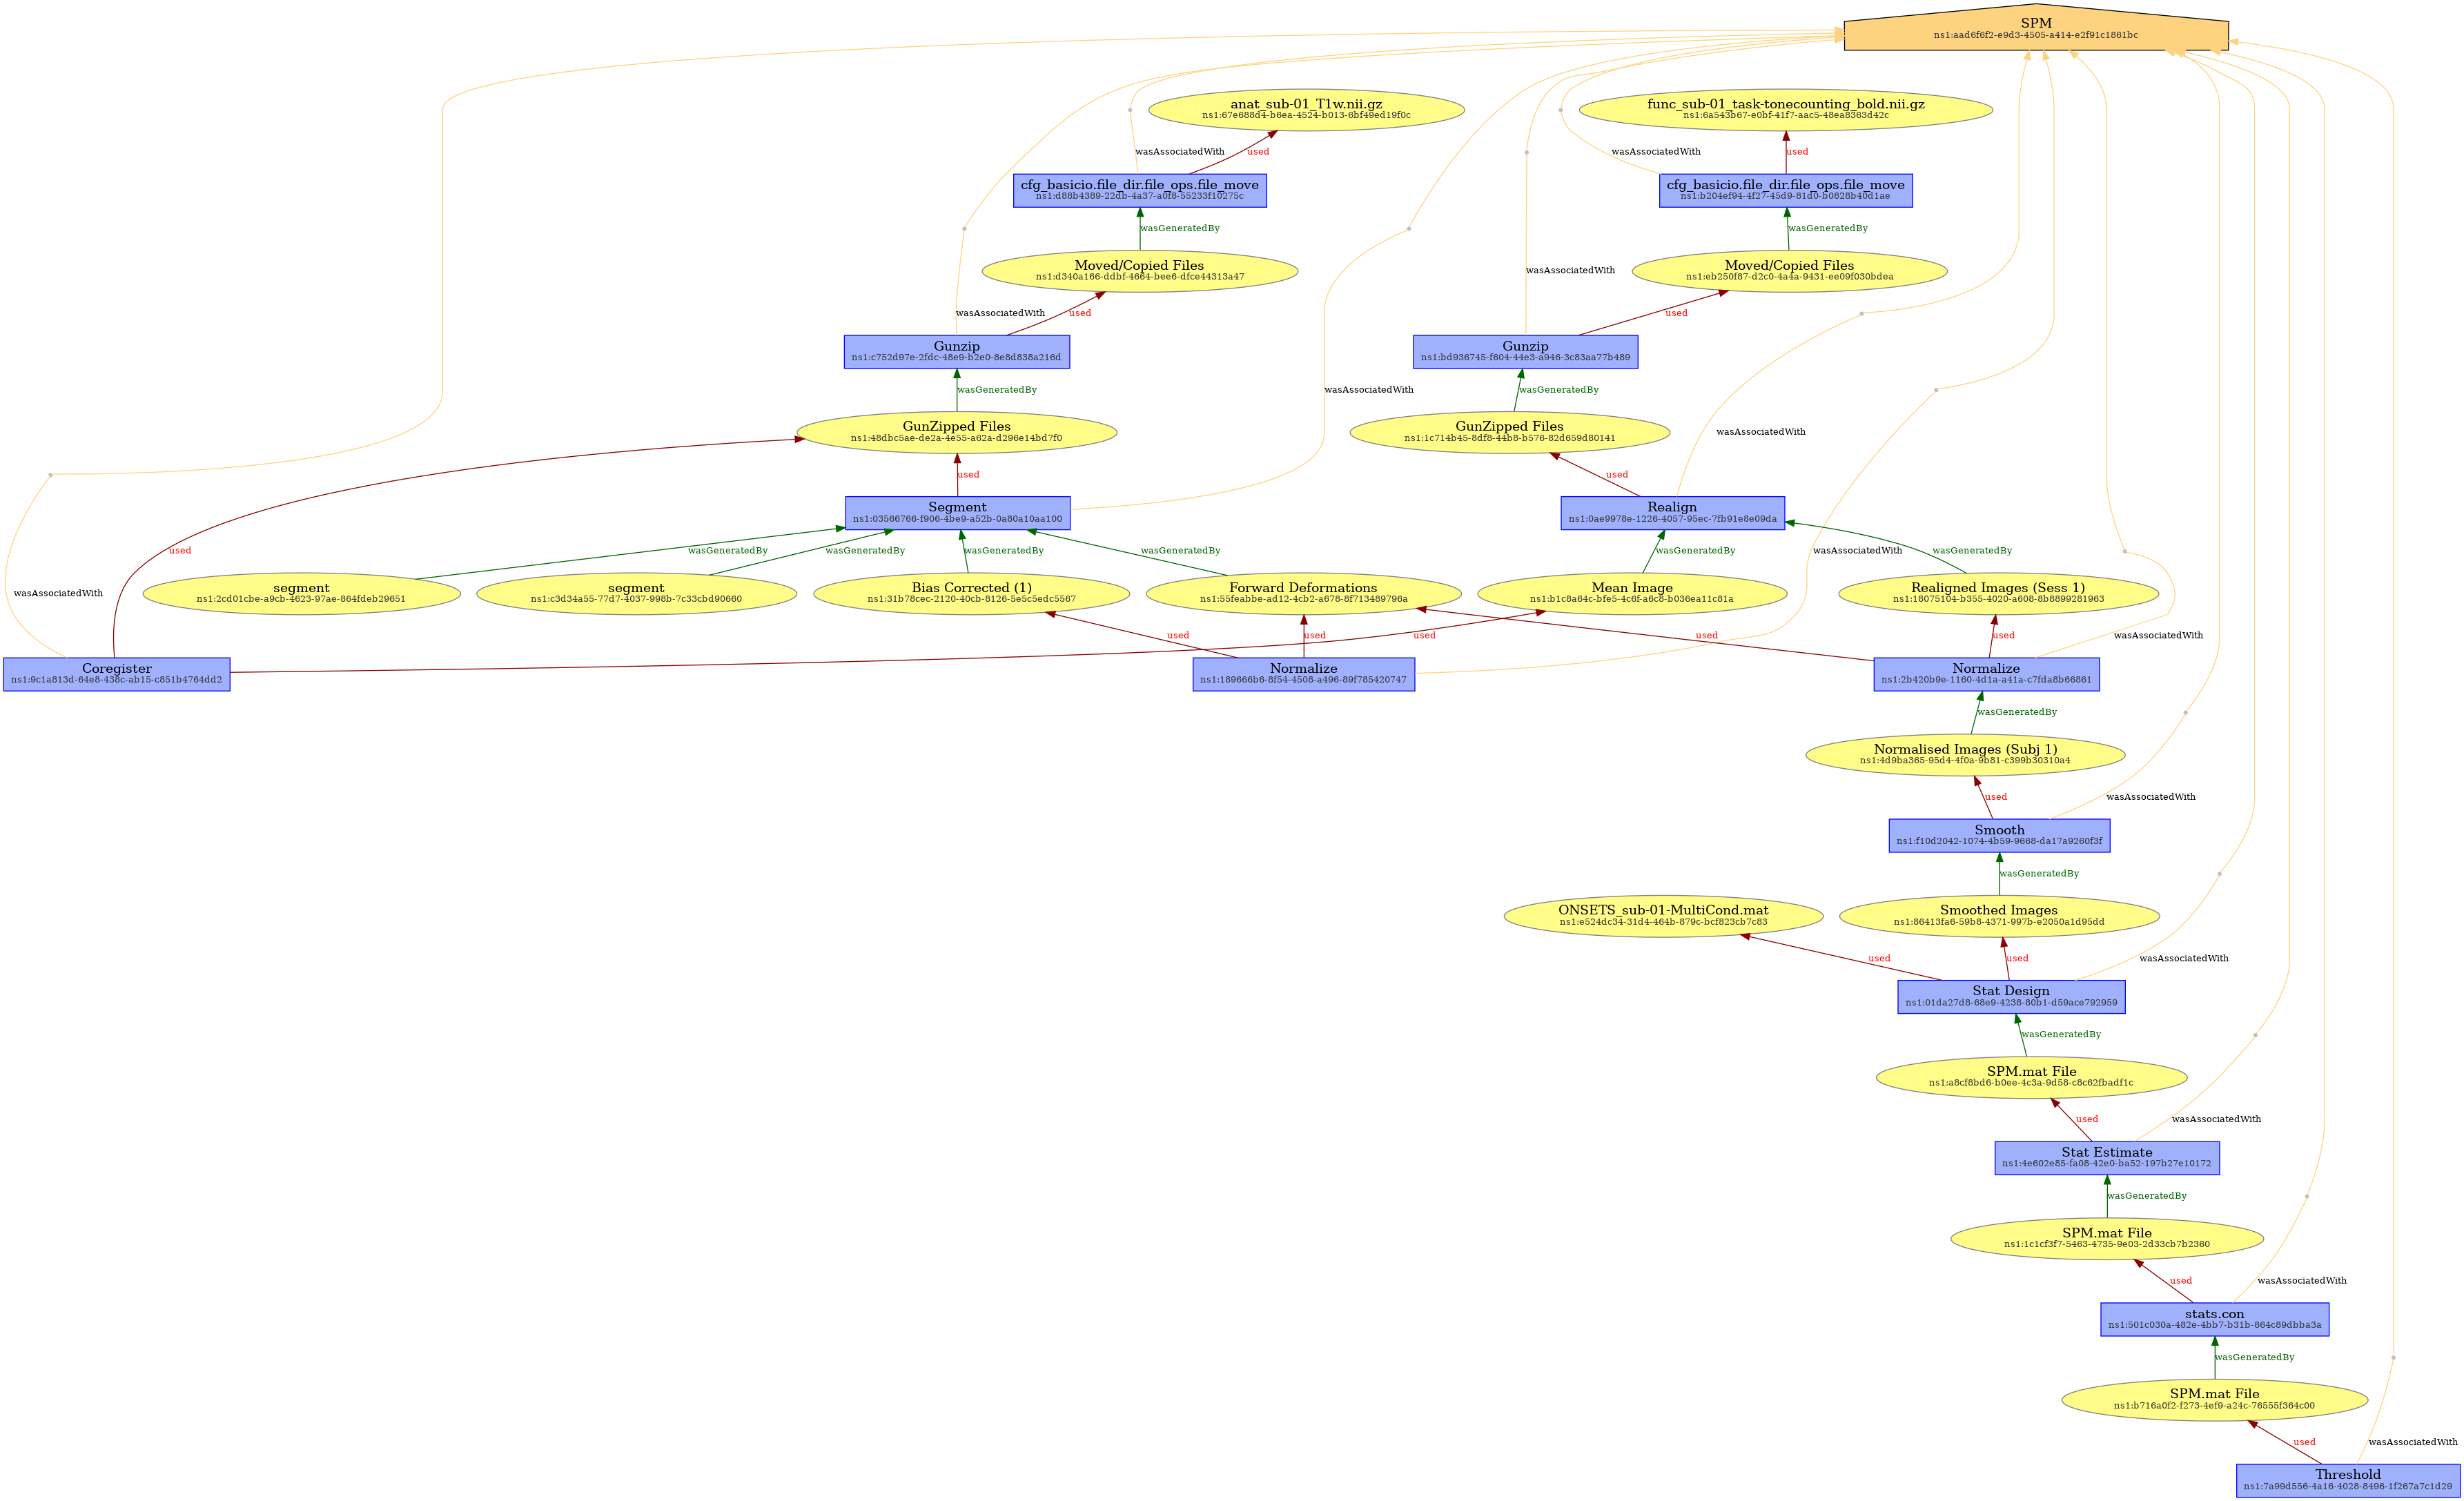 SPM
ns1:aad6f6f2-e9d3-4505-a414-e2f91c1861bc
anat_sub-01_T1w.nii.gz
ns1:67e688d4-b6ea-4524-b013-6bf49ed19f0c
func_sub-01_task-tonecounting_bold.nii.gz
ns1:6a543b67-e0bf-41f7-aac5-48ea8363d42c
wasAssociatedWith
used
wasAssociatedWith
used
cfg_basicio.file_dir.file_ops.file_move
ns1:d88b4389-22db-4a37-a0f8-55233f10275c
cfg_basicio.file_dir.file_ops.file_move
ns1:b204ef94-4f27-45d9-81d0-b0828b40d1ae
wasGeneratedBy
wasGeneratedBy
Moved/Copied Files
ns1:d340a166-ddbf-4664-bee6-dfce44313a47
wasAssociatedWith
Moved/Copied Files
ns1:eb250f87-d2c0-4a4a-9431-ee09f030bdea
wasAssociatedWith
used
used
Gunzip
ns1:c752d97e-2fdc-48e9-b2e0-8e8d838a216d
Gunzip
ns1:bd936745-f604-44e3-a946-3c83aa77b489
wasGeneratedBy
wasAssociatedWith
wasGeneratedBy
GunZipped Files
ns1:48dbc5ae-de2a-4e55-a62a-d296e14bd7f0
GunZipped Files
ns1:1c714b45-8df8-44b8-b576-82d659d80141
wasAssociatedWith
used
used
Segment
ns1:03566766-f906-4be9-a52b-0a80a10aa100
Realign
ns1:0ae9978e-1226-4057-95ec-7fb91e8e09da
used
wasGeneratedBy
wasGeneratedBy
wasGeneratedBy
wasGeneratedBy
wasGeneratedBy
wasAssociatedWith
wasGeneratedBy
wasAssociatedWith
segment
ns1:2cd01cbe-a9cb-4623-97ae-864fdeb29651
segment
ns1:c3d34a55-77d7-4037-998b-7c33cbd90660
Bias Corrected (1)
ns1:31b78cec-2120-40cb-8126-5e5c5edc5567
Forward Deformations
ns1:55feabbe-ad12-4cb2-a678-8f713489796a
Mean Image
ns1:b1c8a64c-bfe5-4c6f-a6c8-b036ea11c81a
Realigned Images (Sess 1)
ns1:18075104-b355-4020-a608-8b8899281963
used
used
used
used
used
wasAssociatedWith
Coregister
ns1:9c1a813d-64e8-438c-ab15-c851b4764dd2
Normalize
ns1:189666b6-8f54-4508-a496-89f785420747
Normalize
ns1:2b420b9e-1160-4d1a-a41a-c7fda8b66861
wasGeneratedBy
Normalised Images (Subj 1)
ns1:4d9ba365-95d4-4f0a-9b81-c399b30310a4
used
wasAssociatedWith
Smooth
ns1:f10d2042-1074-4b59-9668-da17a9260f3f
wasGeneratedBy
ONSETS_sub-01-MultiCond.mat
ns1:e524dc34-31d4-464b-879c-bcf823cb7c83
Smoothed Images
ns1:86413fa6-59b8-4371-997b-e2050a1d95dd
used
used
wasAssociatedWith
Stat Design
ns1:01da27d8-68e9-4238-80b1-d59ace792959
wasGeneratedBy
SPM.mat File
ns1:a8cf8bd6-b0ee-4c3a-9d58-c8c62fbadf1c
used
wasAssociatedWith
Stat Estimate
ns1:4e602e85-fa08-42e0-ba52-197b27e10172
wasGeneratedBy
SPM.mat File
ns1:1c1cf3f7-5463-4735-9e03-2d33cb7b2360
used
wasAssociatedWith
stats.con
ns1:501c030a-482e-4bb7-b31b-864c89dbba3a
wasGeneratedBy
SPM.mat File
ns1:b716a0f2-f273-4ef9-a24c-76555f364c00
used
wasAssociatedWith
Threshold
ns1:7a99d556-4a16-4028-8496-1f267a7c1d29